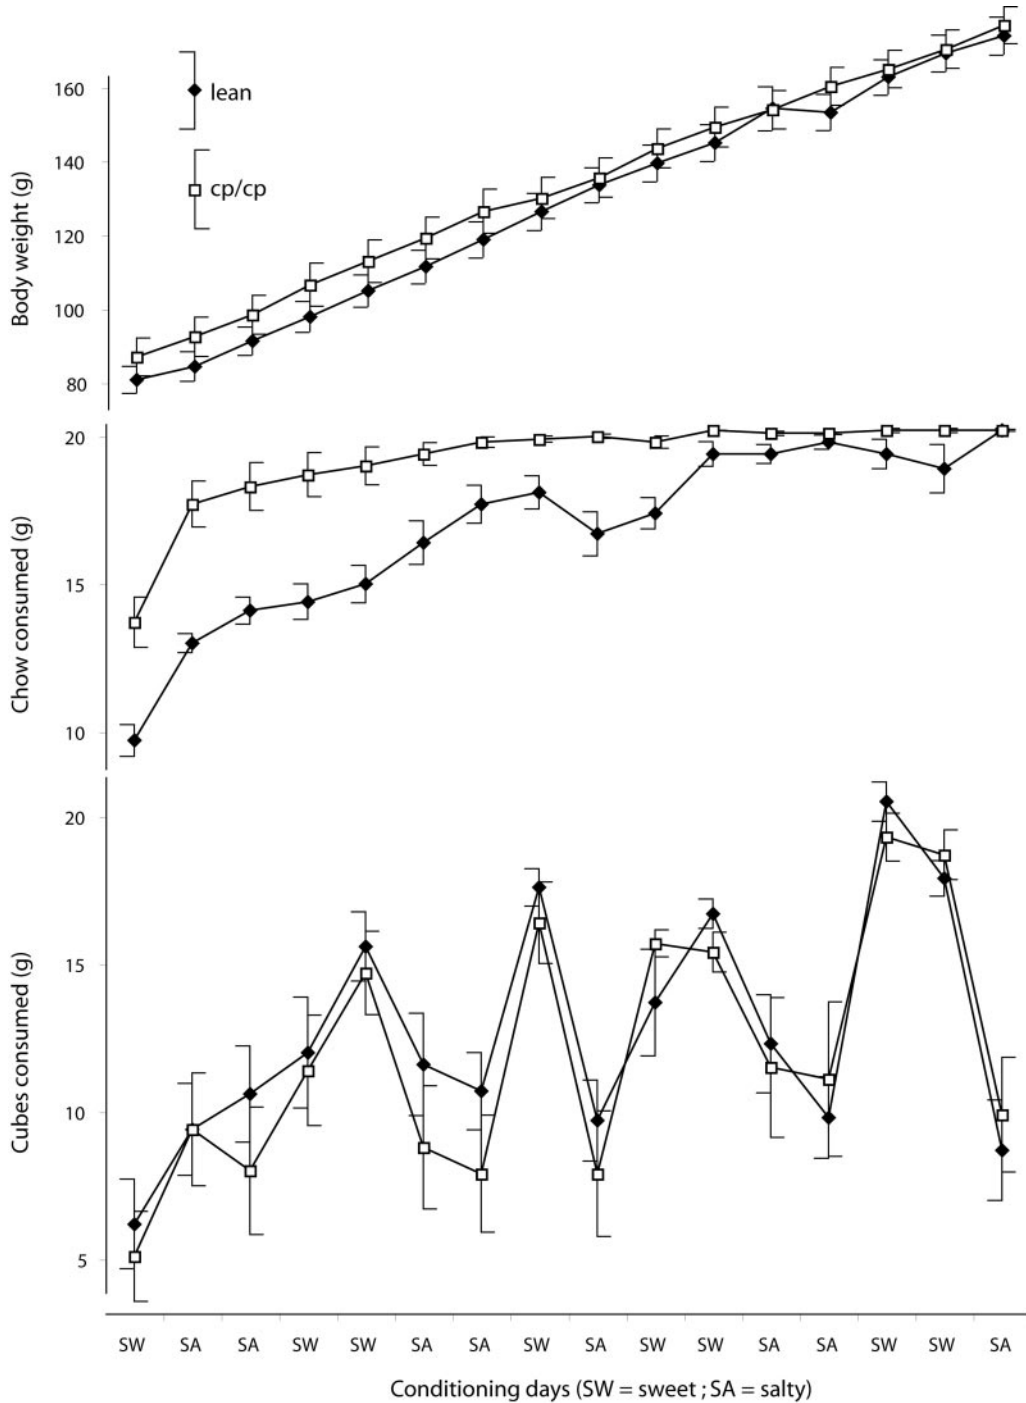 160
140
120
100
80
Body weight (g)
lean
cp/cp
20
15
10
Chow consumed (g)
20
15
10
5
Cubes consumed (g)
SW SA SA SW SW SA SA SW SA SW SW SA SA SW SW SA
Conditioning days (SW = sweet ; SA = salty)